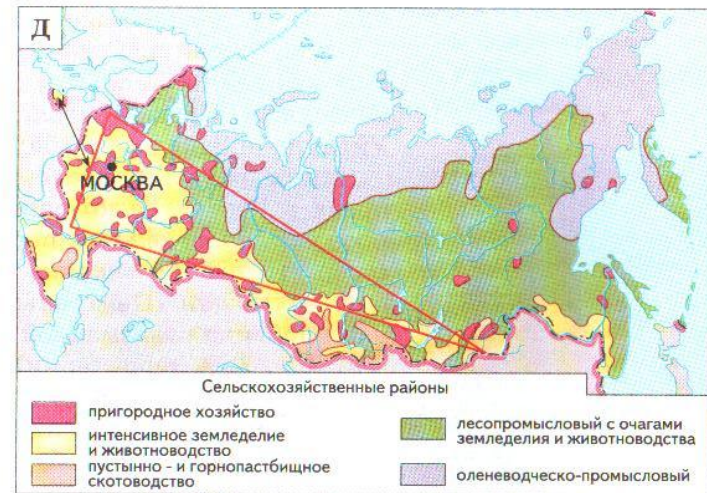 Д
МОСКВА
Сельскохозяйственные районы
пригородное хозяйство
интенсивное земледелие
и животноводство
пустынно - и горнопастбищное
скотоводство
лесопромысловый с очагами
земледелия и животноводства
оленеводческо-промысловый